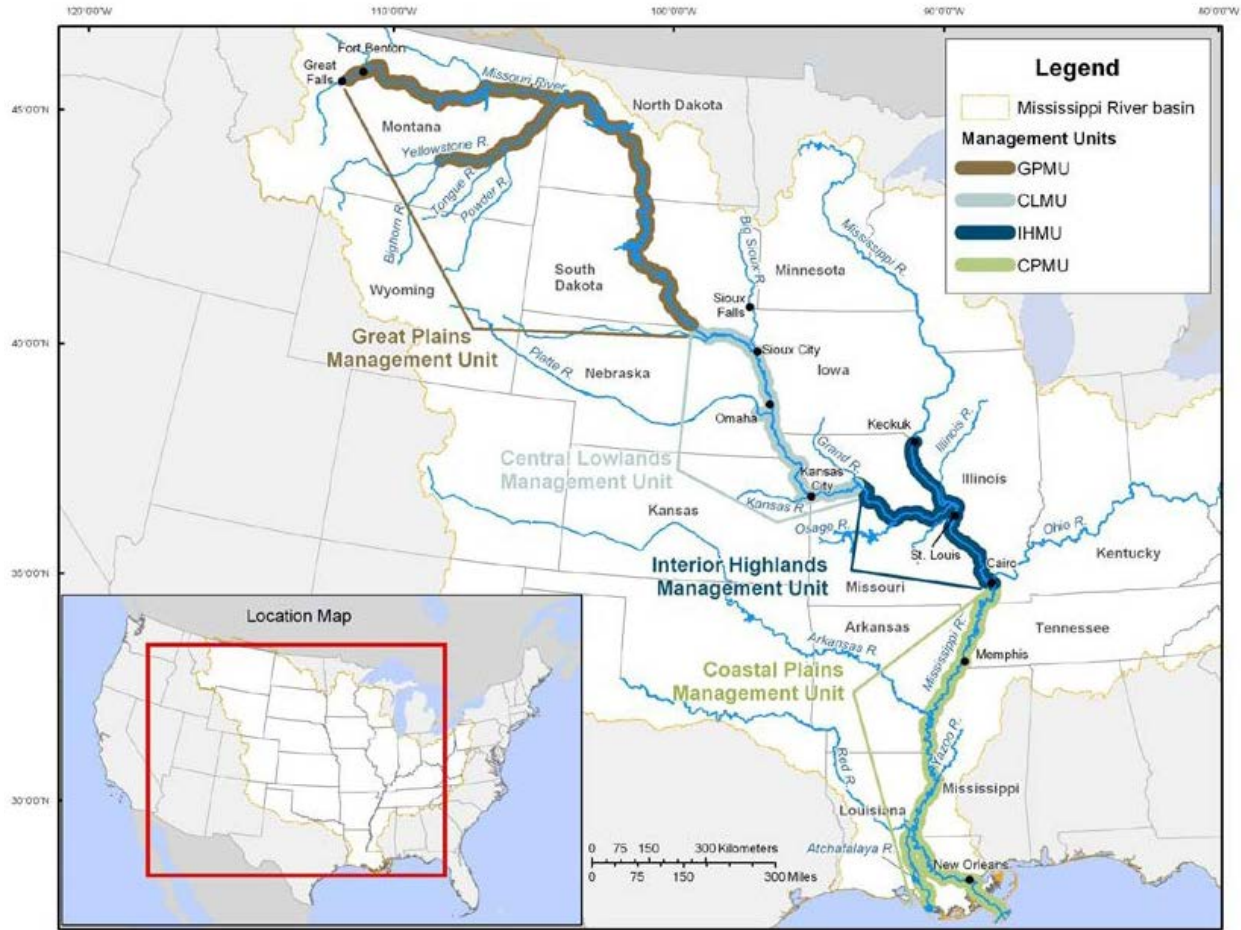 120°0'0"W
110°0'0"W
100°0'0"W
90°0'0"W
80°0'0"W
45°0'0"N
40°0'0"N
35°0'0"N
30°0'0"N
Legend
Mississippi River basin
Management Units
GPMU
CLMU
IHMU
CPMU
Fort Benton
Great
Falls
Missouri River
North Dakota
Montana
Yellowstone R.
Tongue R.
Powder R.
Bighorn R.
Wyoming
South
Dakota
Big Sioux R.
Minnesota
Mississippi R.
Sioux
Falls
Great Plains
Management Unit
Sioux City
Platte R.
Nebraska
Iowa
Omaha
Keckuk
Illinois R.
Grand R.
Central Lowlands
Management Unit
Kansas
City
Illinois
Kansas R.
Kansas
Osage R.
St. Louis
Ohio R.
Kentucky
Interior Highlands
Management Unit
Cairc
Missouri
Arkansas
Tennessee
Arkansas R.
Mississippi R.
Memphis
Coastal Plains
Management Unit
Yazoo R.
Red R.
Mississippi
Louisiana
Atchafalaya R.
New Orleans
0 75 150 300 Kilometers
0 75 150 300 Miles
Location Map